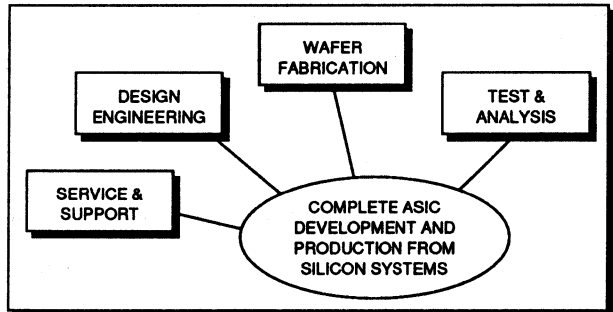 WAFER
FABRICATION
DESIGN
ENGINEERING
TEST &
ANALYSIS
SERVICE &
SUPPORT
COMPLETE ASIC
DEVELOPMENT AND
PRODUCTION FROM
SILICON SYSTEMS